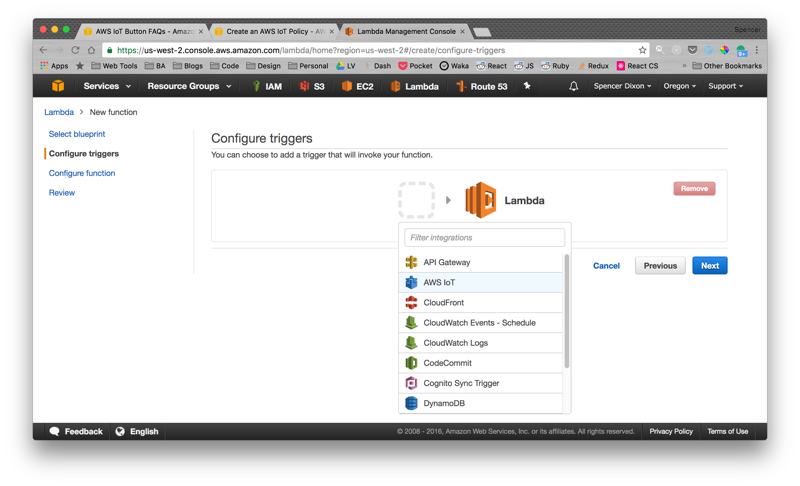 AWS IoT Button FAQs - Amazo
Create an AWS IoT Policy - AW
Lambda Management Console
Spencer
https://us-west-2.console.aws.amazon.com/lambda/home?region=us-west-2#/create/configure-triggers
Apps Web Tools BA Blogs Code Design Personal LV Dash Pocket Waka React JS Ruby Redux React CS » Other Bookmarks
Services Resource Groups IAM S3 EC2 Lambda Route 53 Spencer Dixon Oregon Support
Lambda > New function
Select blueprint
Configure triggers
Configure function
Review
Configure triggers
You can choose to add a trigger that will invoke your function.
Lambda
Remove
Filter integrations
API Gateway
AWS IoT
CloudFront
CloudWatch Events - Schedule
CloudWatch Logs
CodeCommit
Cognito Sync Trigger
DynamoDB
Cancel Previous Next
Feedback English © 2008 - 2016, Amazon Web Services, Inc. or its affiliates. All rights reserved. Privacy Policy Terms of Use